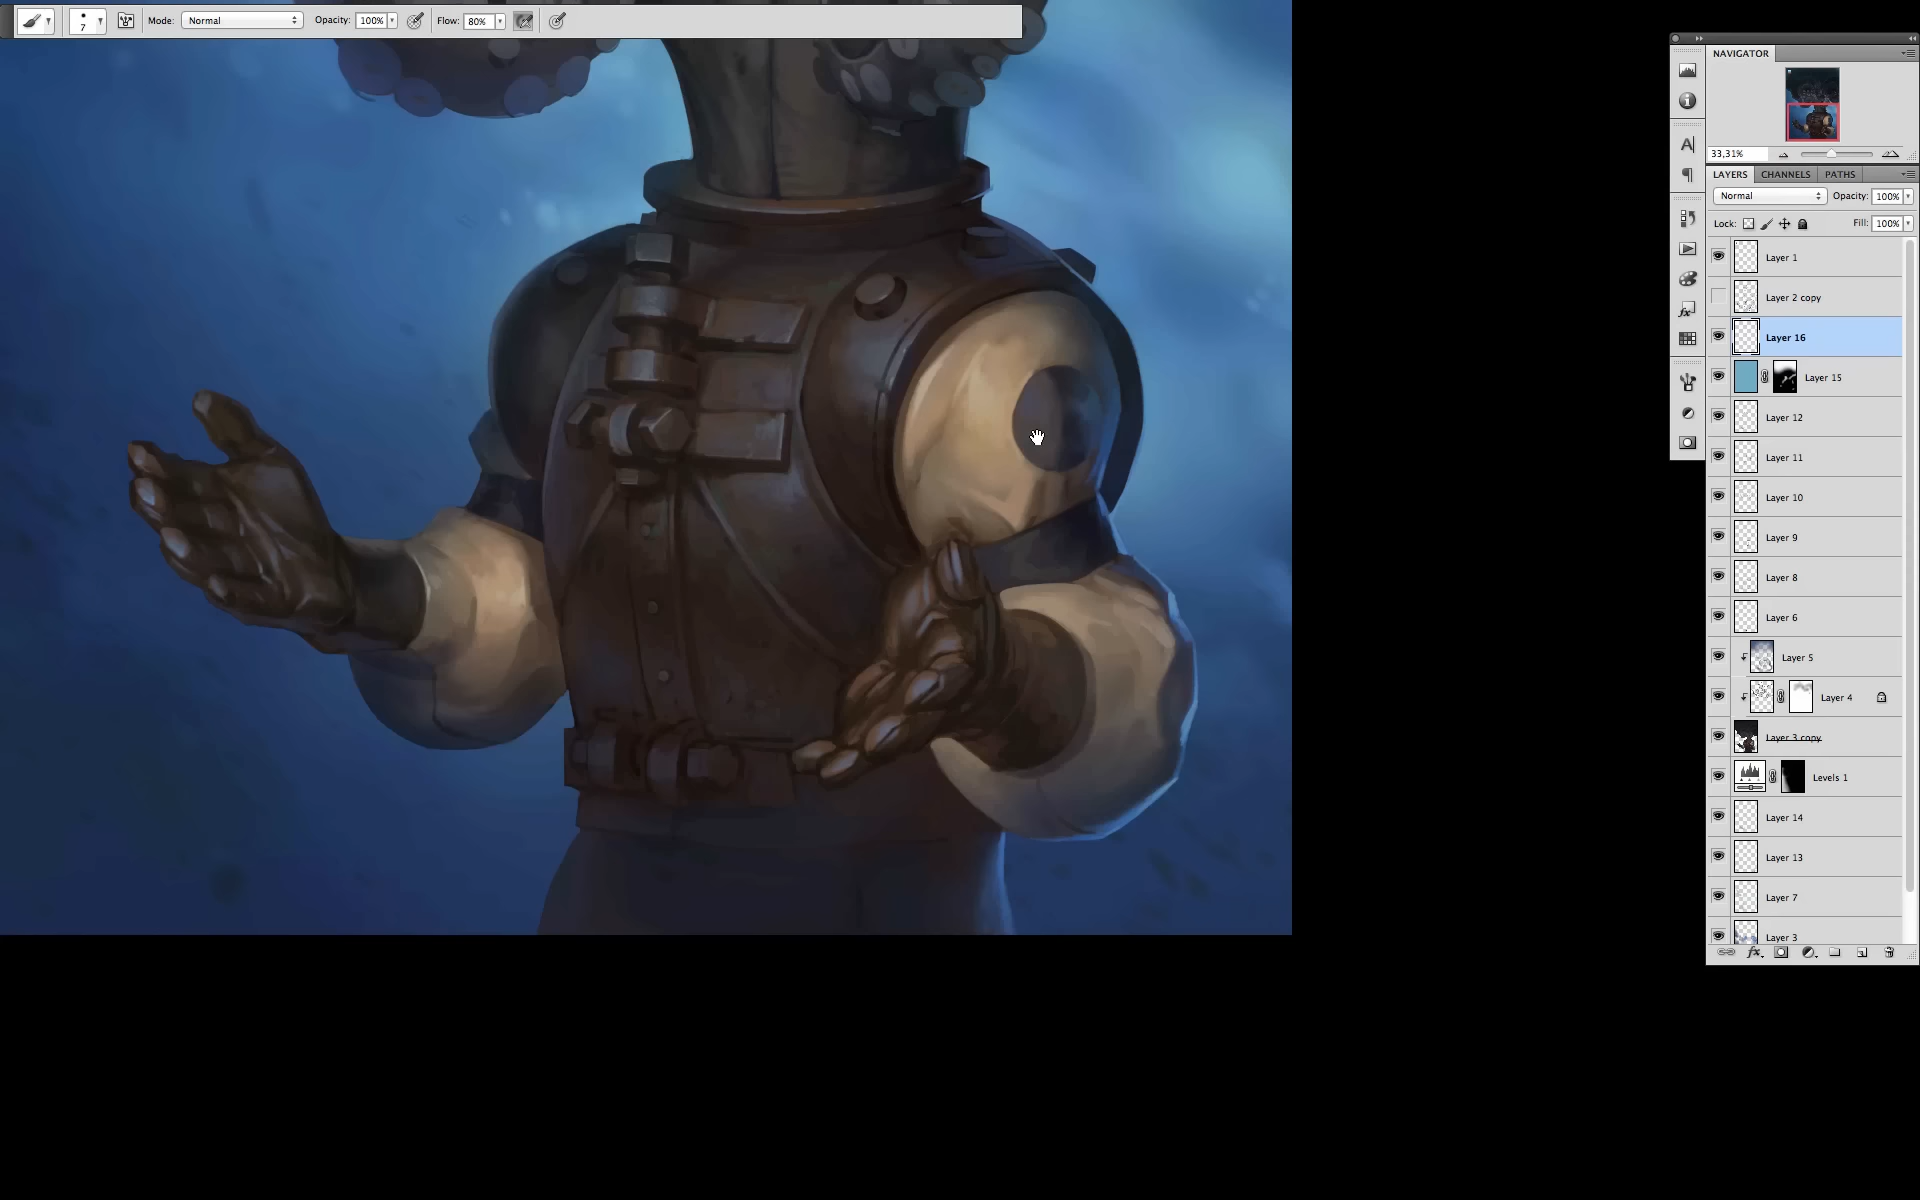 7
Mode: Normal Opacity: 100% Flow: 80%
NAVIGATOR
33,31%
LAYERS CHANNELS PATHS
Normal Opacity: 100%
Lock: Fill: 100%
Layer 1
Layer 2 copy
Layer 16
Layer 15
Layer 12
Layer 11
Layer 10
Layer 9
Layer 8
Layer 6
Layer 5
Layer 4
Layer 3 copy
Levels 1
Layer 14
Layer 13
Layer 7
Layer 3